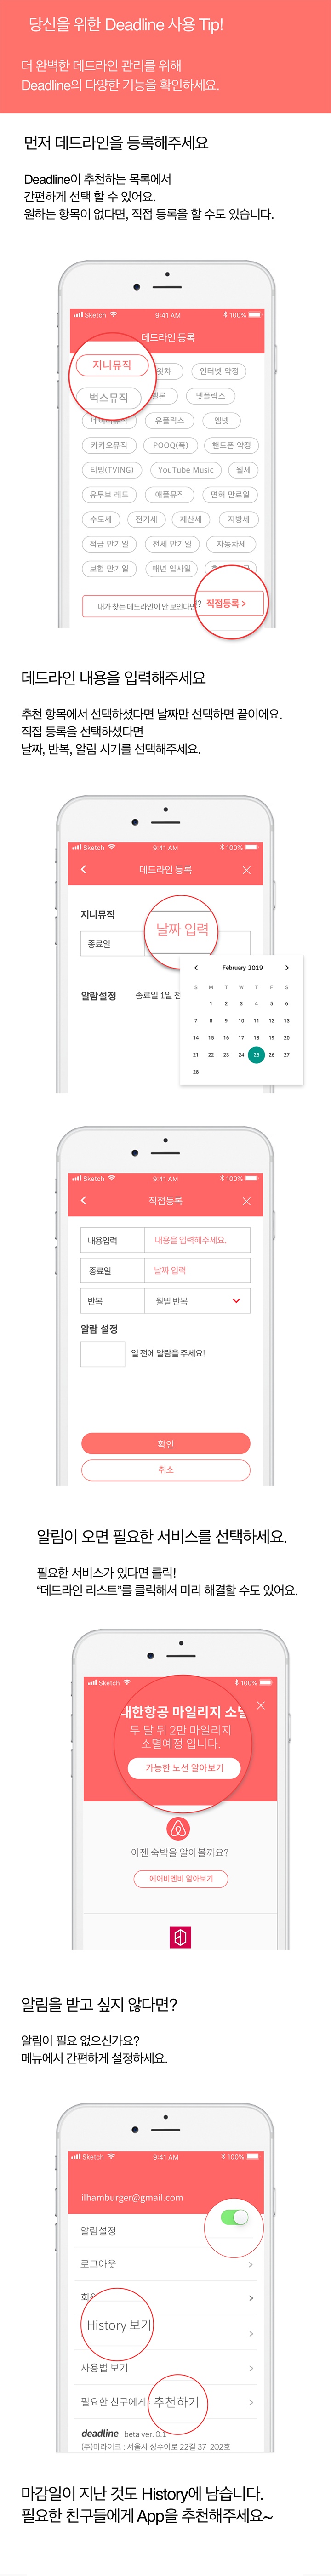 당신을 위한 Deadline 사용 Tip!
더 완벽한 데드라인 관리를 위해
Deadline의 다양한 기능을 확인하세요.
먼저 데드라인을 등록해주세요
Deadline이 추천하는 목록에서
간편하게 선택 할 수 있어요.
원하는 항목이 없다면, 직접 등록을 할 수도 있습니다.
Sketch 9:41 AM 100%
데드라인 등록
지니뮤직 왓챠 인터넷 약정
벅스뮤직 멜론 넷플릭스
네이버뮤직 유플릭스 엠넷
카카오뮤직 POOQ(푹) 핸드폰 약정
티빙(TVING) YouTube Music 월세
유투브 레드 애플뮤직 면허 만료일
수도세 전기세 재산세 지방세
적금 만기일 전세 만기일 자동차세
보험 만기일 매년 입사일
내가 찾는 데드라인이 안 보인다면? 직접등록 >
데드라인 내용을 입력해주세요
추천 항목에서 선택하셨다면 날짜만 선택하면 끝이에요.
직접 등록을 선택하셨다면
날짜, 반복, 알림 시기를 선택해주세요.
Sketch 9:41 AM 100%
데드라인 등록
지니뮤직
종료일 날짜 입력
알람설정 종료일 1일 전
February 2019
S M T W T F S
1 2 3 4 5 6
7 8 9 10 11 12 13
14 15 16 17 18 19 20
21 22 23 24 25 26 27
28
Sketch 9:41 AM 100%
직접등록
내용입력 내용을 입력해주세요.
종료일 날짜 입력
반복 월별 반복
알람 설정
일 전에 알람을 주세요!
확인
취소
알람이 오면 필요한 서비스를 선택하세요.
필요한 서비스가 있다면 클릭!
“데드라인 리스트”를 클릭해서 미리 해결할 수도 있어요.
Sketch 100%
대한항공 마일리지 소멸
두 달 뒤 2만 마일리지
소멸예정 입니다.
가능한 노선 알아보기
이젠 숙박을 알아볼까요?
에어비엔비 알아보기
알림을 받고 싶지 않다면?
알림이 필요 없으신가요?
메뉴에서 간편하게 설정하세요.
Sketch 9:41 AM 100%
ilhamburger@gmail.com
알림설정
로그아웃 >
>
History 보기 >
사용법 보기 >
필요한 친구에게 추천하기 >
deadline beta ver. 0.1
(주)미라이크 : 서울시 성수이로 22길 37 202호
마감일이 지난 것도 History에 남습니다.
필요한 친구들에게 App을 추천해주세요~